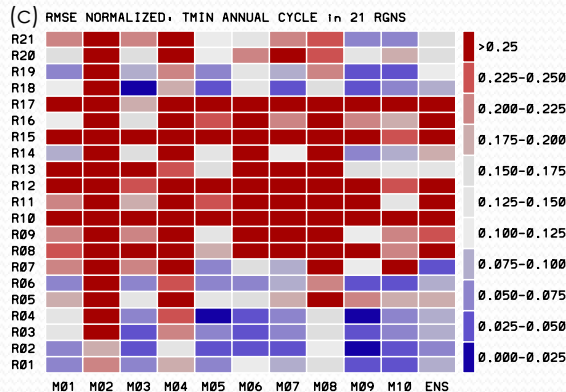 (C) RMSE NORMALIZED. TMIN ANNUAL CYCLE in 21 RGNS
R21
R20
R19
R18
R17
R16
R15
R14
R13
R12
R11
R10
R09
R08
R07
R06
R05
R04
R03
R02
R01
M01 M02 M03 M04 M05 M06 M07 M08 M09 M10 ENS
>0.25
0.225-0.250
0.200-0.225
0.175-0.200
0.150-0.175
0.125-0.150
0.100-0.125
0.075-0.100
0.050-0.075
0.025-0.050
0.000-0.025